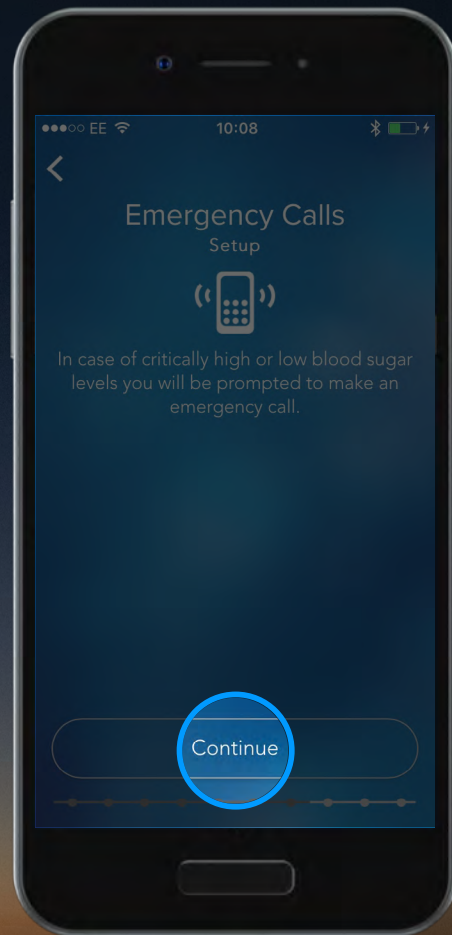 EE
10:08
Emergency Calls
Setup
In case of critically high or low blood sugar
levels you will be prompted to make an
emergency call.
Continue